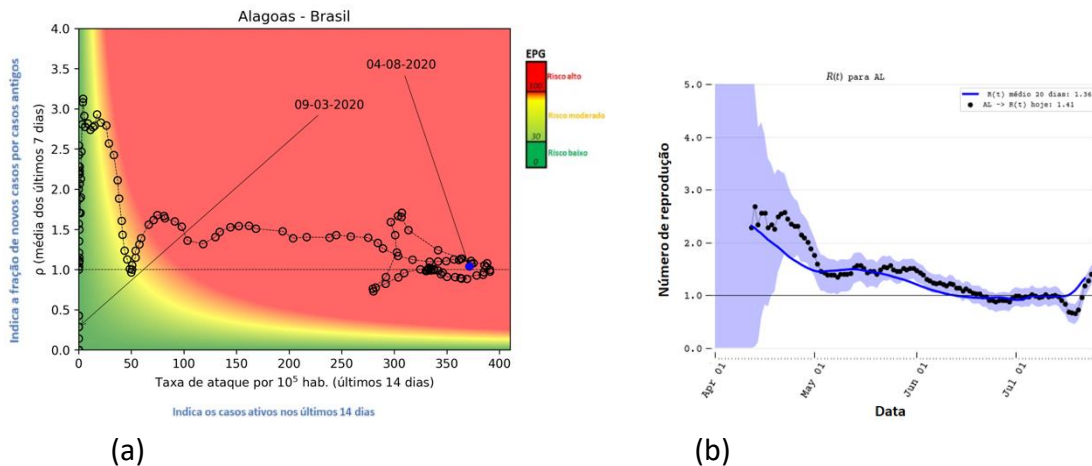 Alagoas - Brasil
4.0
3.5
3.0
2.5
2.0
1.5
1.0
0.5
0.0
Indica a fração de novos casos por casos antigos
ρ (média dos últimos 7 dias)
04-08-2020
09-03-2020
0
50
100
150
200
250
300
350
400
Taxa de ataque por 10⁵ hab. (últimos 14 dias)
Indica os casos ativos nos últimos 14 dias
EPG
Risco alto
100
Risco moderado
30
Risco baixo
0
(a)
R(t) para AL
R(t) médio 20 dias: 1.36
AL -> R(t) hoje: 1.41
Número de reprodução
5.0
4.0
3.0
2.0
1.0
0.0
Apr 01
May 01
Jun 01
Jul 01
Data
(b)